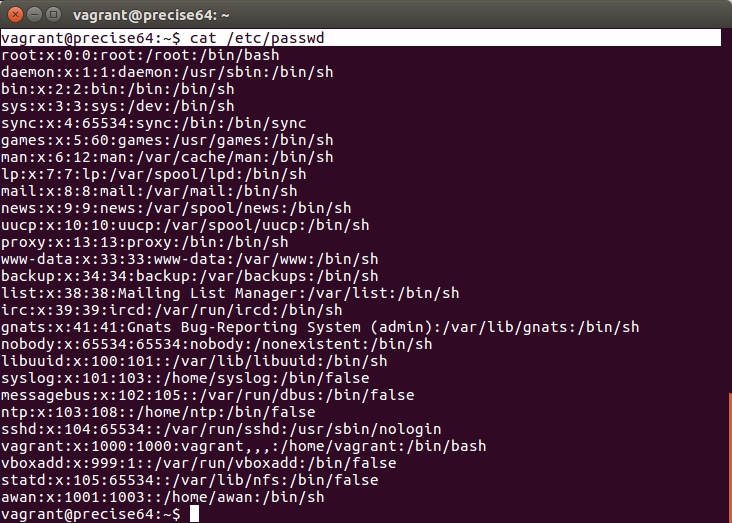 vagrant@precise64: ~
vagrant@precise64:~$ cat /etc/passwd
root:x:0:0:root:/root:/bin/bash
daemon:x:1:1:daemon:/usr/sbin:/bin/sh
bin:x:2:2:bin:/bin:/bin/sh
sys:x:3:3:sys:/dev:/bin/sh
sync:x:4:65534:sync:/bin:/bin/sync
games:x:5:60:games:/usr/games:/bin/sh
man:x:6:12:man:/var/cache/man:/bin/sh
lp:x:7:7:lp:/var/spool/lpd:/bin/sh
mail:x:8:8:mail:/var/mail:/bin/sh
news:x:9:9:news:/var/spool/news:/bin/sh
uucp:x:10:10:uucp:/var/spool/uucp:/bin/sh
proxy:x:13:13:proxy:/bin:/bin/sh
www-data:x:33:33:www-data:/var/www:/bin/sh
backup:x:34:34:backup:/var/backups:/bin/sh
list:x:38:38:Mailing List Manager:/var/list:/bin/sh
irc:x:39:39:ircd:/var/run/ircd:/bin/sh
gnats:x:41:41:Gnats Bug-Reporting System (admin):/var/lib/gnats:/bin/sh
nobody:x:65534:65534:nobody:/nonexistent:/bin/sh
libuuid:x:100:101::/var/lib/libuuid:/bin/sh
syslog:x:101:103::/home/syslog:/bin/false
messagebus:x:102:105::/var/run/dbus:/bin/false
ntp:x:103:108::/home/ntp:/bin/false
sshd:x:104:65534::/var/run/sshd:/usr/sbin/nologin
vagrant:x:1000:1000:vagrant,,,:/home/vagrant:/bin/bash
vboxadd:x:999:1::/var/run/vboxadd:/bin/false
statd:x:105:65534::/var/lib/nfs:/bin/false
awan:x:1001:1003::/home/awan:/bin/sh
vagrant@precise64:~$